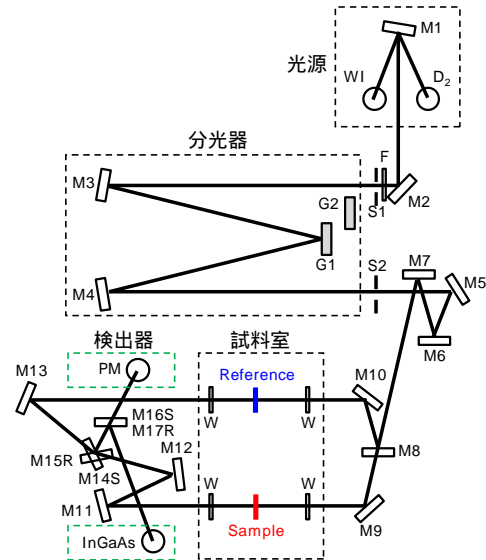 M1
光源
WI
D2
分光器
M3
F
G2
S1
M2
G1
M7
S2
M5
M4
M6
検出器
試料室
M13
PM
Reference
M10
M16S
W
W
M17R
M12
M15R
M8
M14S
W
W
M11
M9
InGaAs
Sample